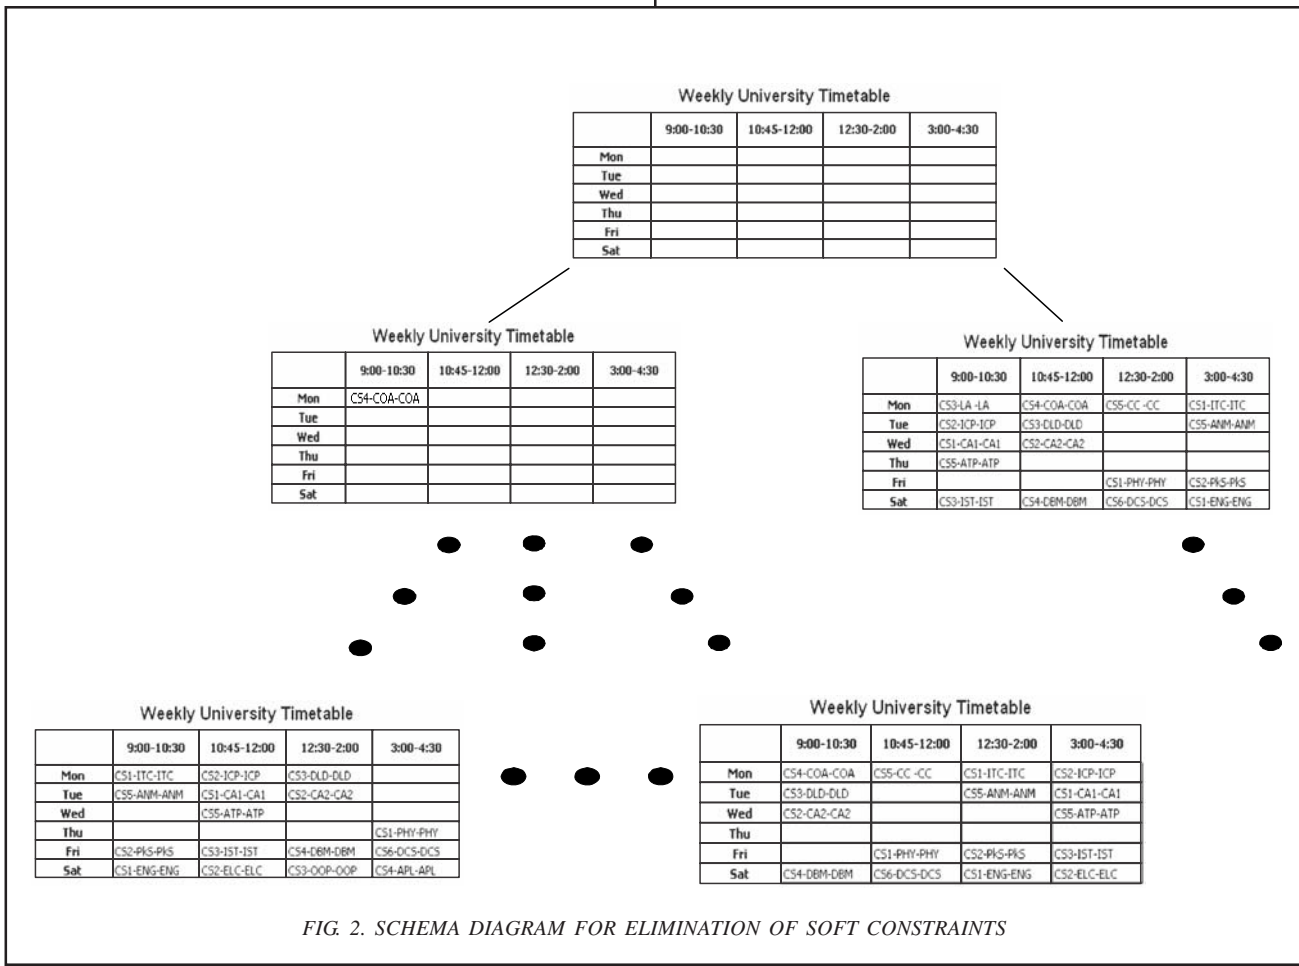 Weekly University Timetable
9:00-10:30 10:45-12:00 12:30-2:00 3:00-4:30
Mon
Tue
Wed
Thu
Fri
Sat
Weekly University Timetable
9:00-10:30 10:45-12:00 12:30-2:00 3:00-4:30
Mon CS4-COA-COA
Tue
Wed
Thu
Fri
Sat
Weekly University Timetable
9:00-10:30 10:45-12:00 12:30-2:00 3:00-4:30
Mon CS3-LA -LA CS4-COA-COA CS5-CC -CC CS1-ITC-ITC
Tue CS2-ICP-ICP CS3-DLD-DLD CS5-ANM-ANM
Wed CS1-CA1-CA1 CS2-CA2-CA2
Thu CS5-ATP-ATP
Fri CS1-PHY-PHY CS2-PkS-PkS
Sat CS3-IST-IST CS4-DBM-DBM CS6-DCS-DCS CS1-ENG-ENG
Weekly University Timetable
9:00-10:30 10:45-12:00 12:30-2:00 3:00-4:30
Mon CS1-ITC-ITC CS2-ICP-ICP CS3-DLD-DLD
Tue CS5-ANM-ANM CS1-CA1-CA1 CS2-CA2-CA2
Wed CS5-ATP-ATP
Thu CS1-PHY-PHY
Fri CS2-PkS-PkS CS3-IST-IST CS4-DBM-DBM CS6-DCS-DCS
Sat CS1-ENG-ENG CS2-ELC-ELC CS3-OOP-OOP CS4-APL-APL
Weekly University Timetable
9:00-10:30 10:45-12:00 12:30-2:00 3:00-4:30
Mon CS4-COA-COA CS5-CC -CC CS1-ITC-ITC CS2-ICP-ICP
Tue CS3-DLD-DLD CS5-ANM-ANM CS1-CA1-CA1
Wed CS2-CA2-CA2 CS5-ATP-ATP
Thu
Fri CS1-PHY-PHY CS2-PkS-PkS CS3-IST-IST
Sat CS4-DBM-DBM CS6-DCS-DCS CS1-ENG-ENG CS2-ELC-ELC
FIG. 2. SCHEMA DIAGRAM FOR ELIMINATION OF SOFT CONSTRAINTS